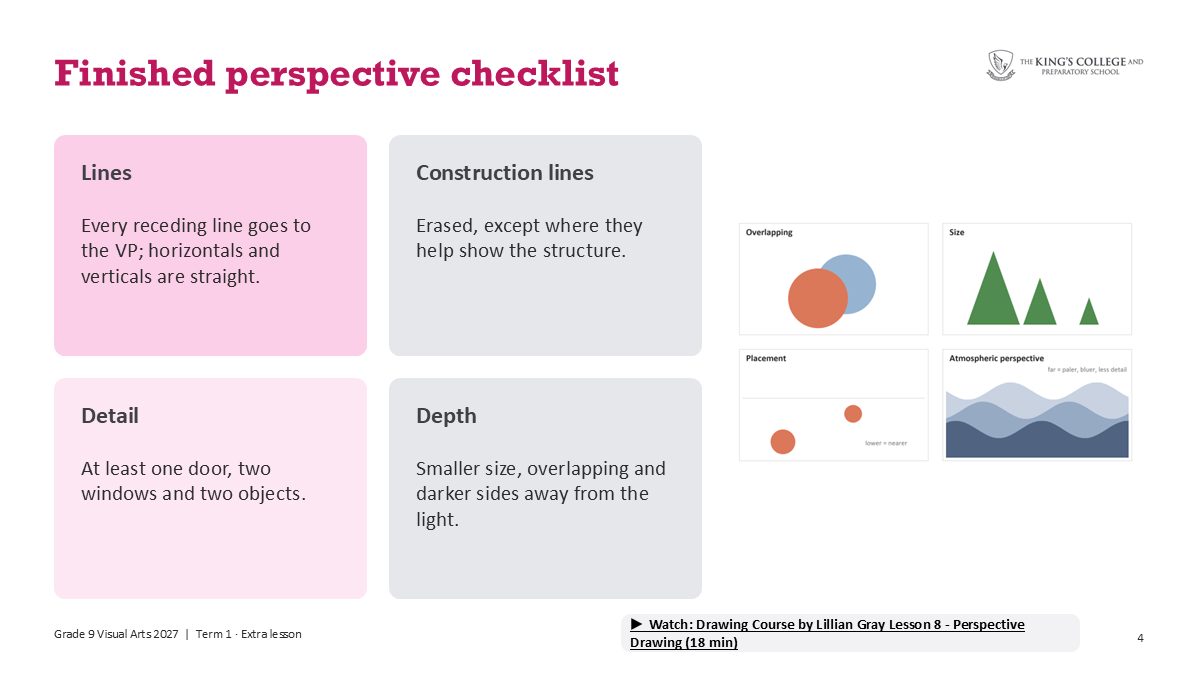 Finished perspective checklist
THE KING'S COLLEGE AND
PREPARATORY SCHOOL
Lines
Every receding line goes to
the VP; horizontals and
verticals are straight.
Construction lines
Erased, except where they
help show the structure.
Detail
At least one door, two
windows and two objects.
Depth
Smaller size, overlapping and
darker sides away from the
light.
Overlapping
Size
Placement
lower = nearer
Atmospheric perspective
far = paler, bluer, less detail
Grade 9 Visual Arts 2027 | Term 1 · Extra lesson
▶ Watch: Drawing Course by Lillian Gray Lesson 8 - Perspective
Drawing (18 min)
4